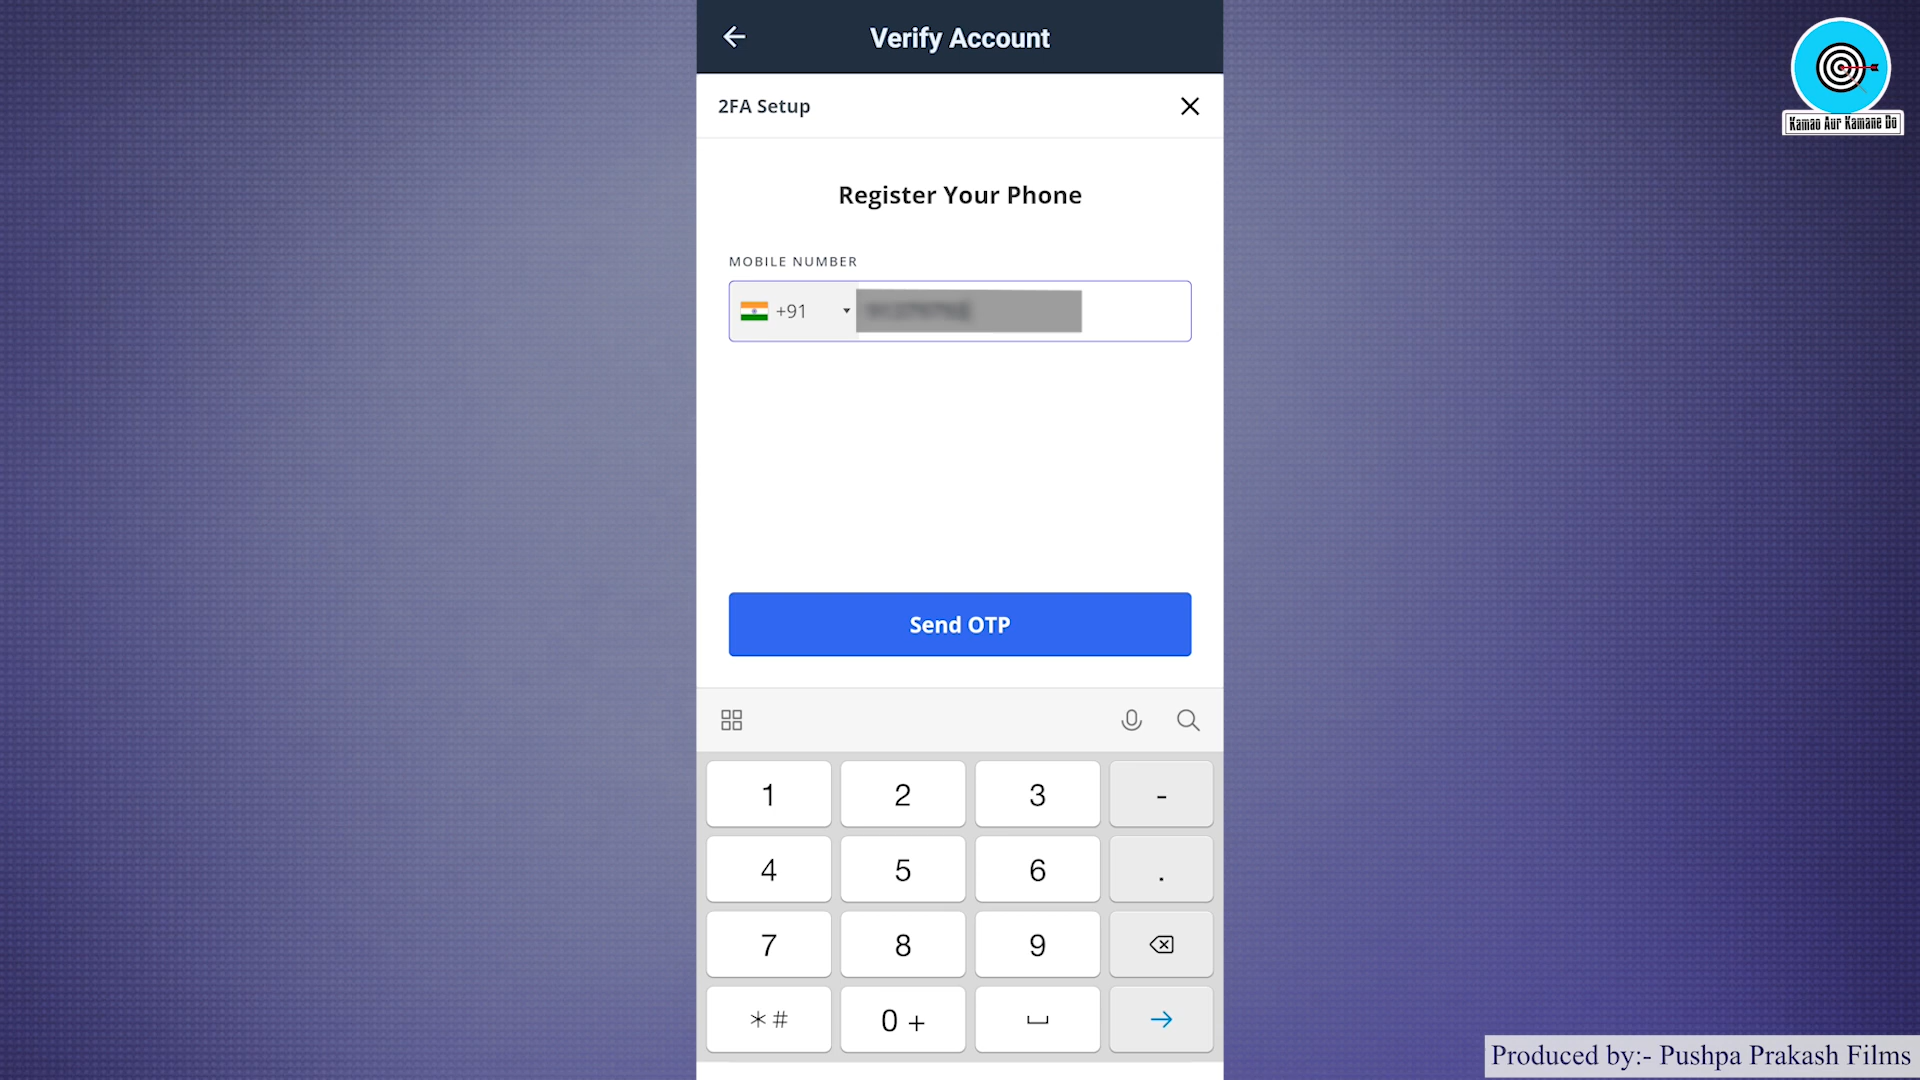 Verify Account
Kamao Aur Kamane Do
2FA Setup
Register Your Phone
MOBILE NUMBER
+91
Send OTP
1 2 3 -
4 5 6 .
7 8 9
* # 0 +
Produced by:- Pushpa Prakash Films